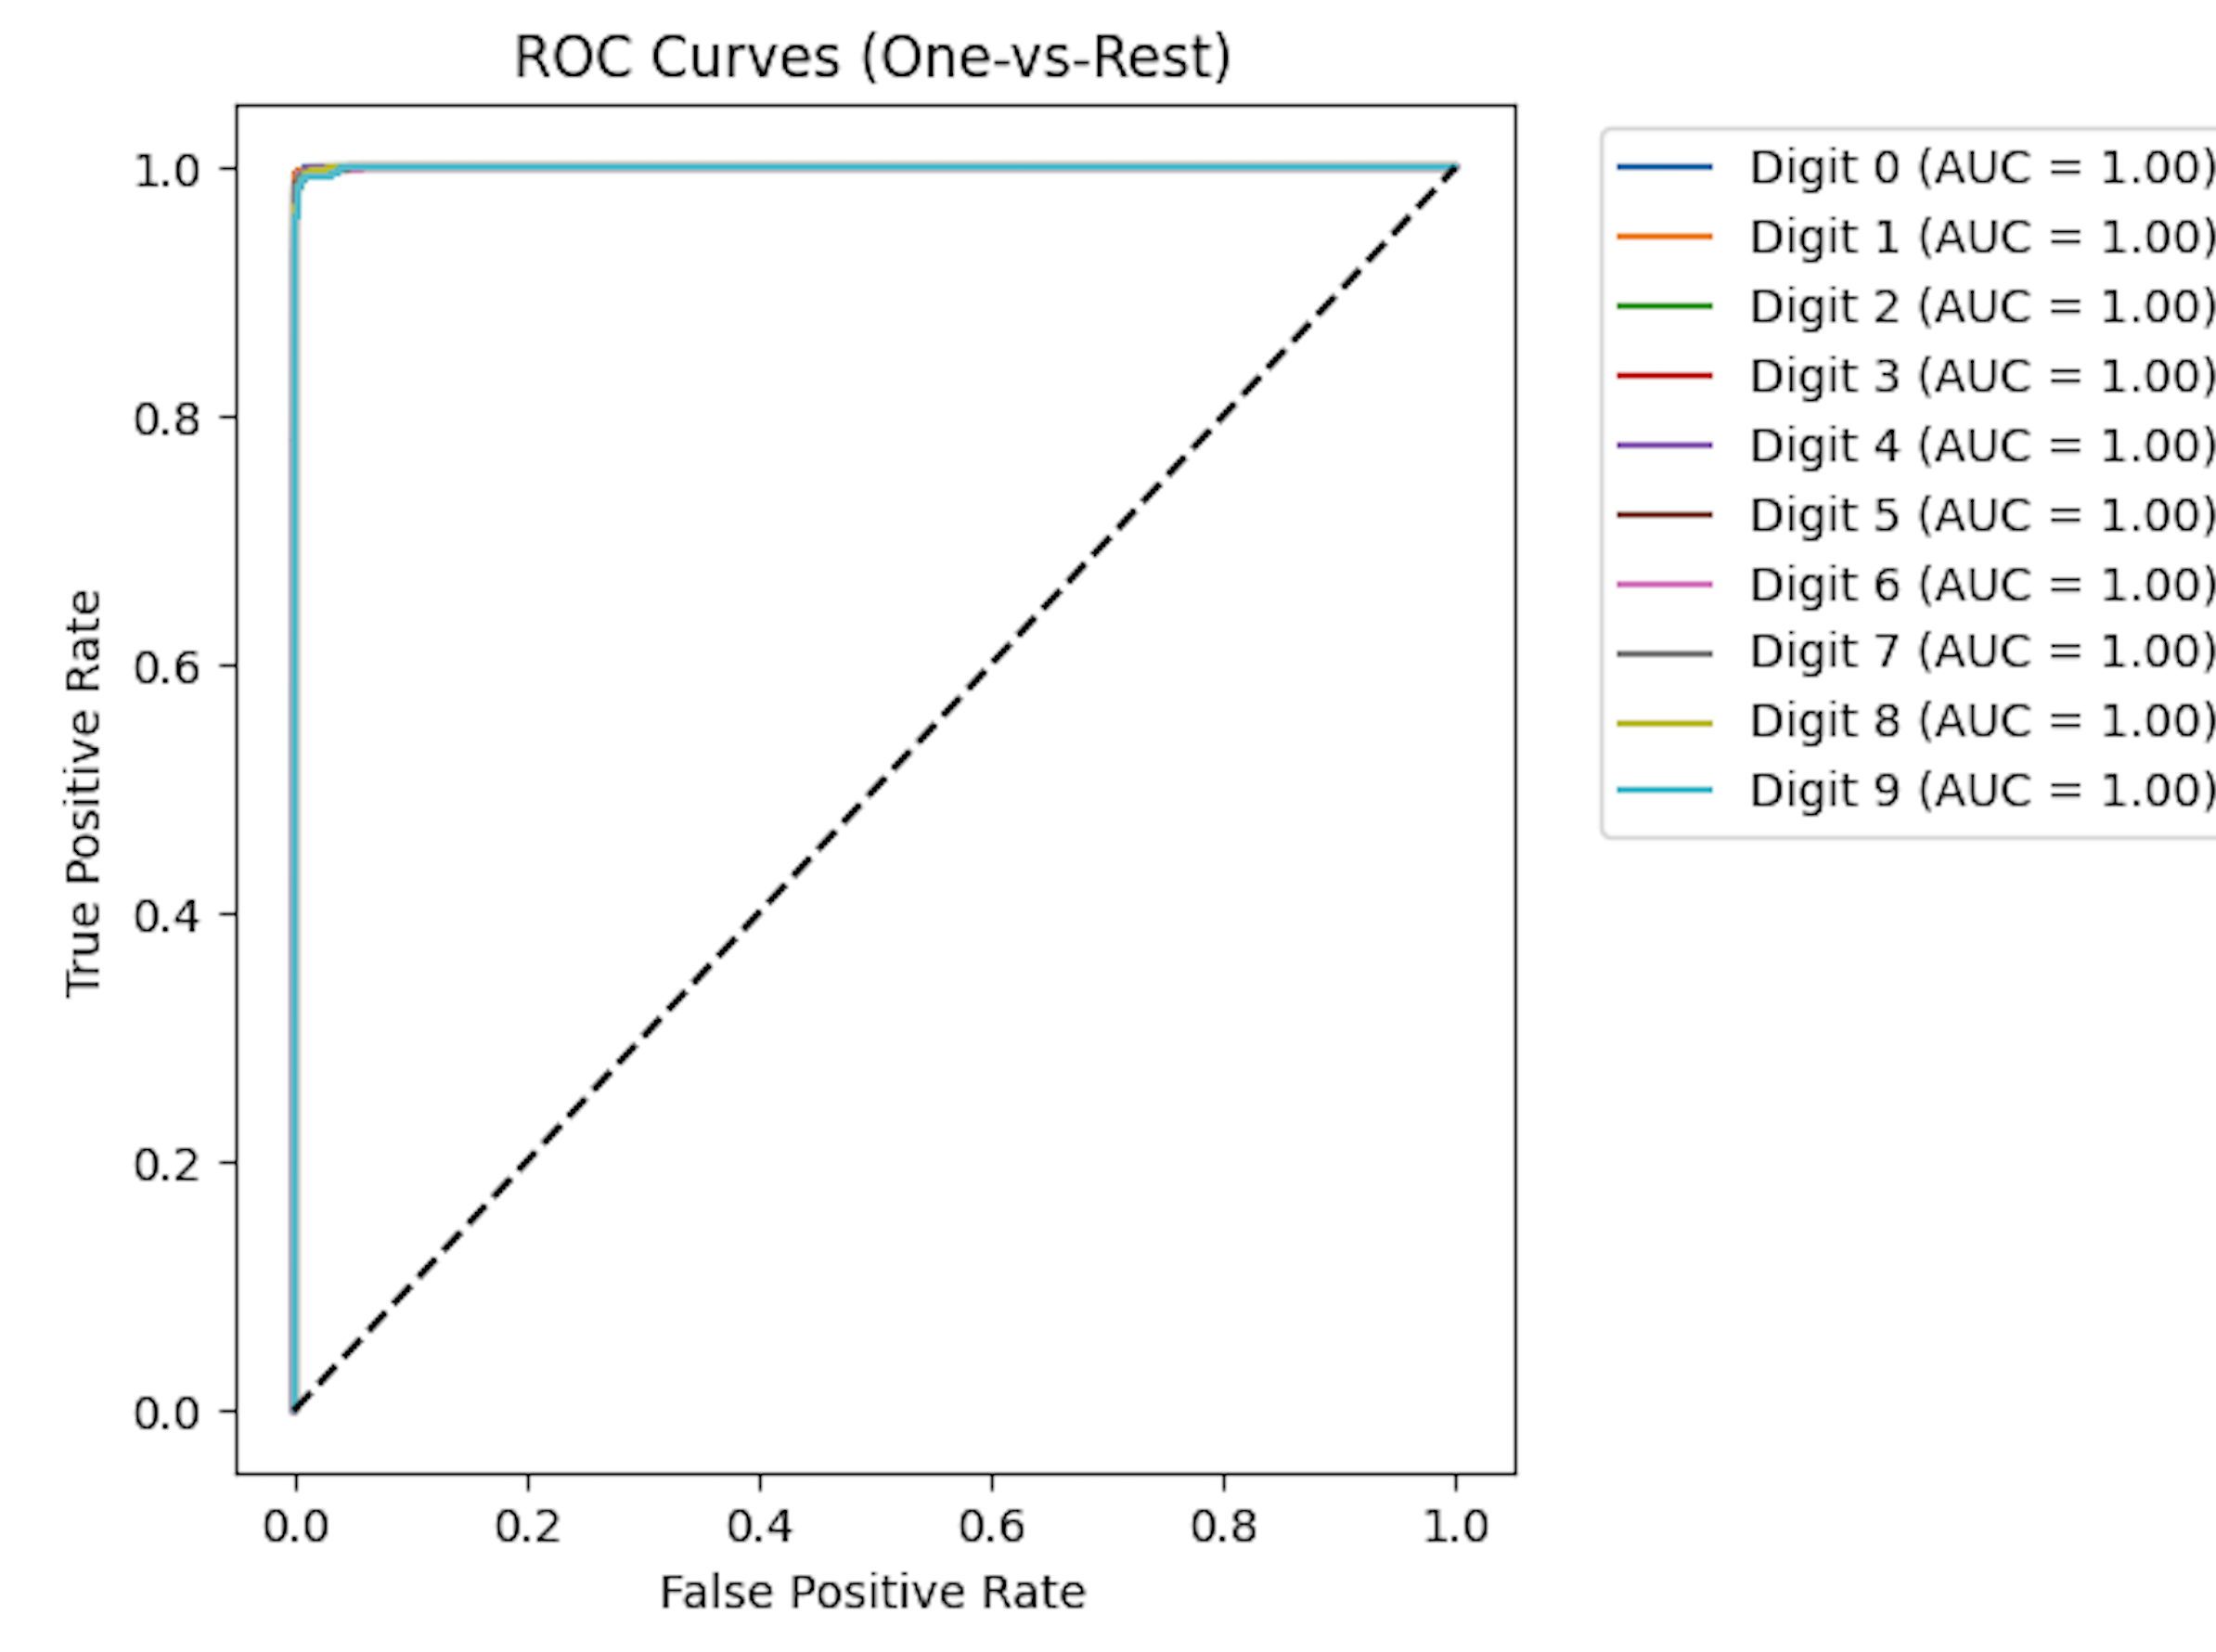 ROC Curves (One-vs-Rest)
1.0
0.8
0.6
0.4
0.2
0.0
True Positive Rate
0.0 0.2 0.4 0.6 0.8 1.0
False Positive Rate
Digit 0 (AUC = 1.00)
Digit 1 (AUC = 1.00)
Digit 2 (AUC = 1.00)
Digit 3 (AUC = 1.00)
Digit 4 (AUC = 1.00)
Digit 5 (AUC = 1.00)
Digit 6 (AUC = 1.00)
Digit 7 (AUC = 1.00)
Digit 8 (AUC = 1.00)
Digit 9 (AUC = 1.00)